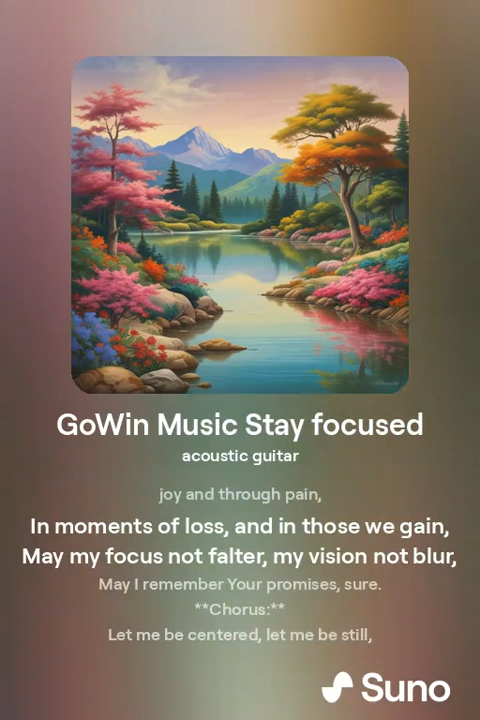 GoWin Music Stay focused
acoustic guitar
joy and through pain,
In moments of loss, and in those we gain,
May my focus not falter, my vision not blur,
May I remember Your promises, sure.
**Chorus:**
Let me be centered, let me be still,
Suno